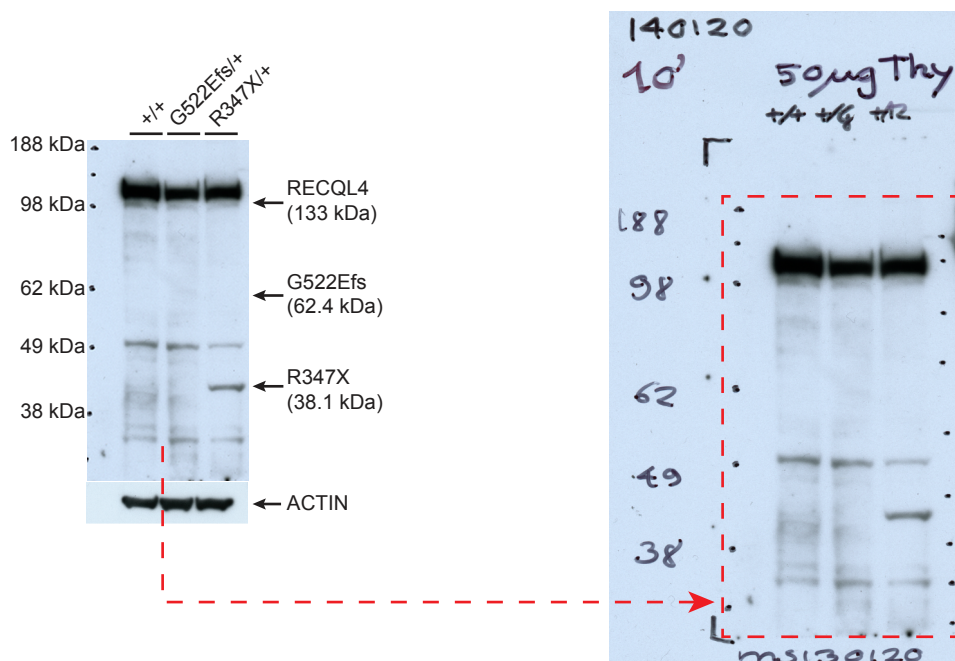 +/+ G522Efs/+ R347X/+
188 kDa
98 kDa
62 kDa
49 kDa
38 kDa
RECQL4
(133 kDa)
G522Efs
(62.4 kDa)
R347X
(38.1 kDa)
ACTIN
140120
10'
50µg Thy
+/+ +/G +/R
188
98
62
49
38